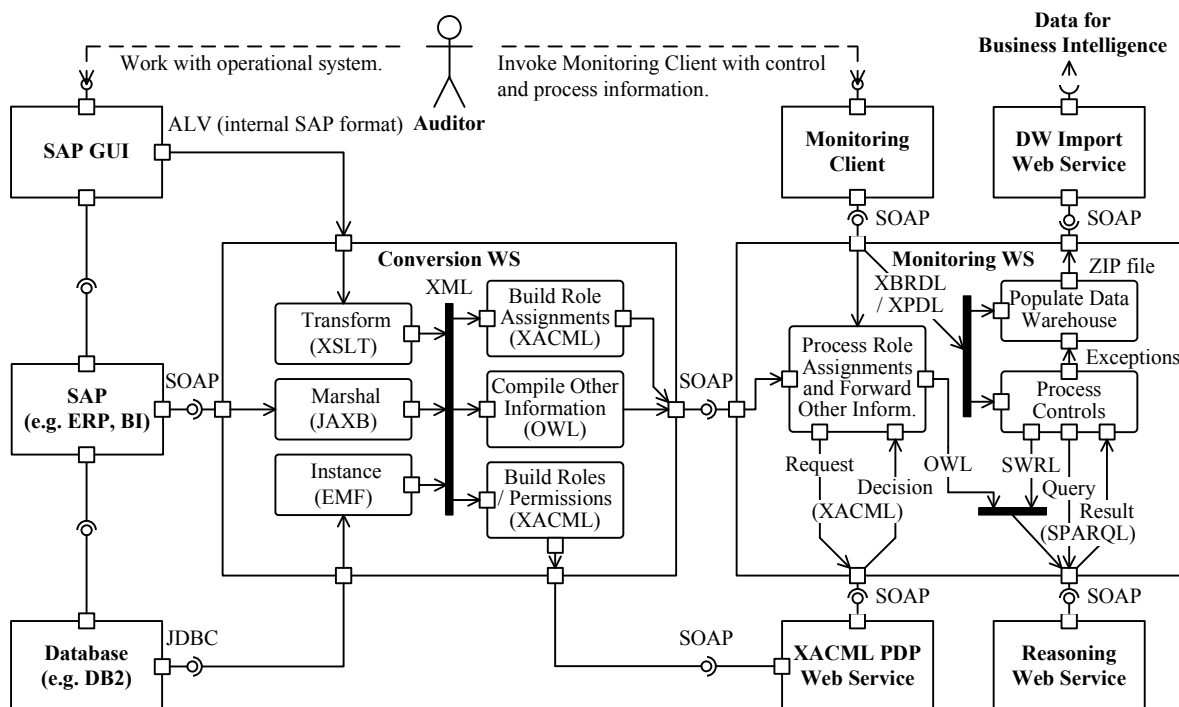 Data for
Business Intelligence
Work with operational system.
Invoke Monitoring Client with control
and process information.
Auditor
ALV (internal SAP format)
SAP GUI
Monitoring
Client
DW Import
Web Service
SOAP
SOAP
Conversion WS
Monitoring WS
XML
XBRDL
/ XPDL
ZIP file
Transform
(XSLT)
Build Role
Assignments
(XACML)
Process Role
Assignments
and Forward
Other Inform.
Populate Data
Warehouse
Exceptions
SAP
(e.g. ERP, BI)
SOAP
Marshal
(JAXB)
Compile Other
Information
(OWL)
SOAP
Process
Controls
Instance
(EMF)
Build Roles
/ Permissions
(XACML)
Request
Decision
(XACML)
OWL
SWRL
Query
Result
(SPARQL)
SOAP
SOAP
Database
(e.g. DB2)
JDBC
SOAP
XACML PDP
Web Service
Reasoning
Web Service